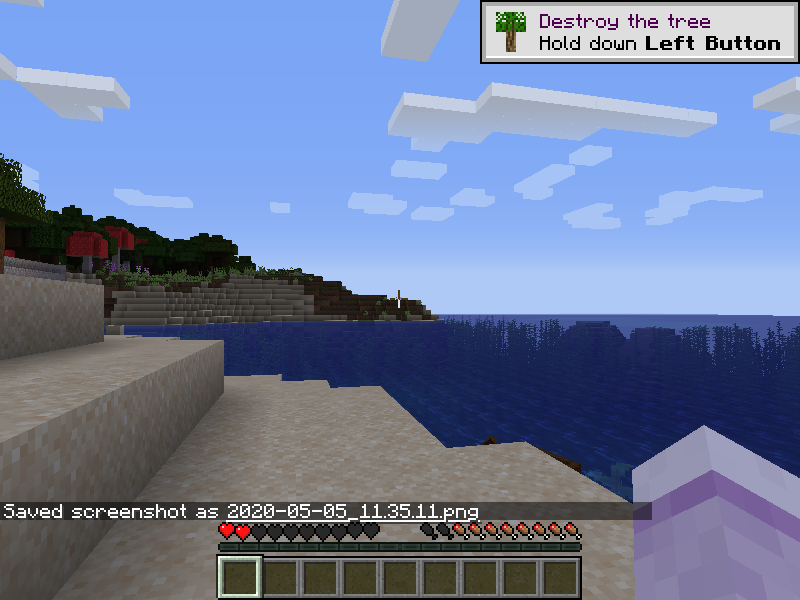 Destroy the tree
Hold down Left Button
Saved screenshot as 2020-05-05_11.35.11.png